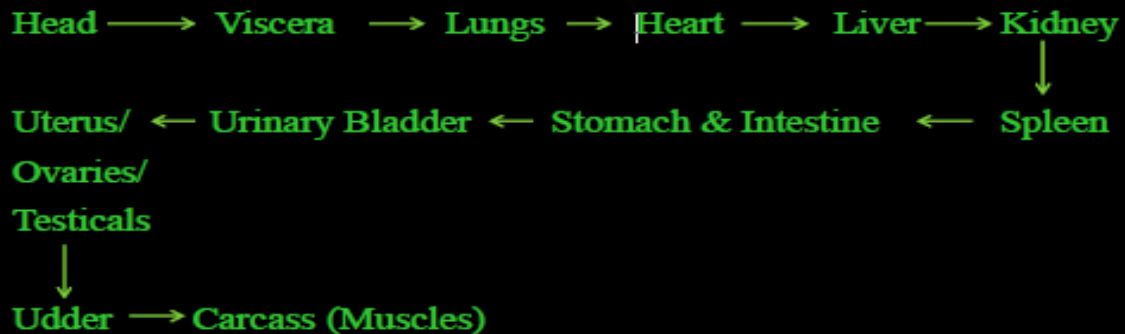 Head → Viscera → Lungs → Heart → Liver → Kidney
↓
Uterus/ ← Urinary Bladder ← Stomach & Intestine ← Spleen
Ovaries/
Testicals
↓
Udder → Carcass (Muscles)